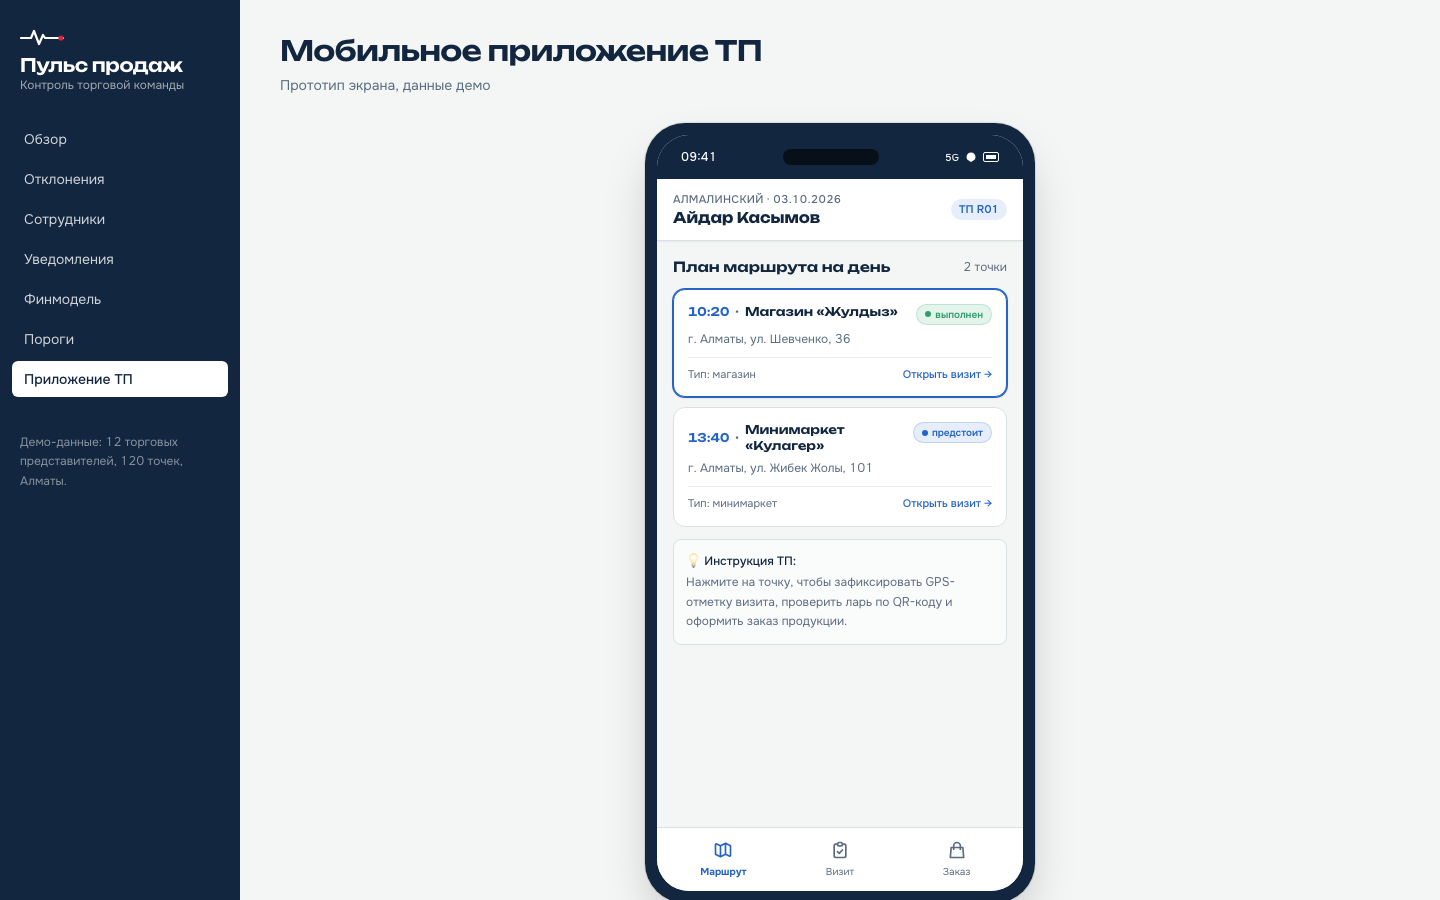 Пульс продаж
Контроль торговой команды
Обзор
Отклонения
Сотрудники
Уведомления
Финмодель
Пороги
Приложение ТП
Демо-данные: 12 торговых
представителей, 120 точек,
Алматы.
Мобильное приложение ТП
Прототип экрана, данные демо
09:41
5G
АЛМАЛИНСКИЙ · 03.10.2026
Айдар Касымов
ТП R01
План маршрута на день
2 точки
10:20 · Магазин «Жулдыз»
выполнен
г. Алматы, ул. Шевченко, 36
Тип: магазин
Открыть визит →
13:40 · Минимаркет
«Кулагер»
предстоит
г. Алматы, ул. Жибек Жолы, 101
Тип: минимаркет
Открыть визит →
💡 Инструкция ТП:
Нажмите на точку, чтобы зафиксировать GPS-
отметку визита, проверить ларь по QR-коду и
оформить заказ продукции.
Маршрут
Визит
Заказ